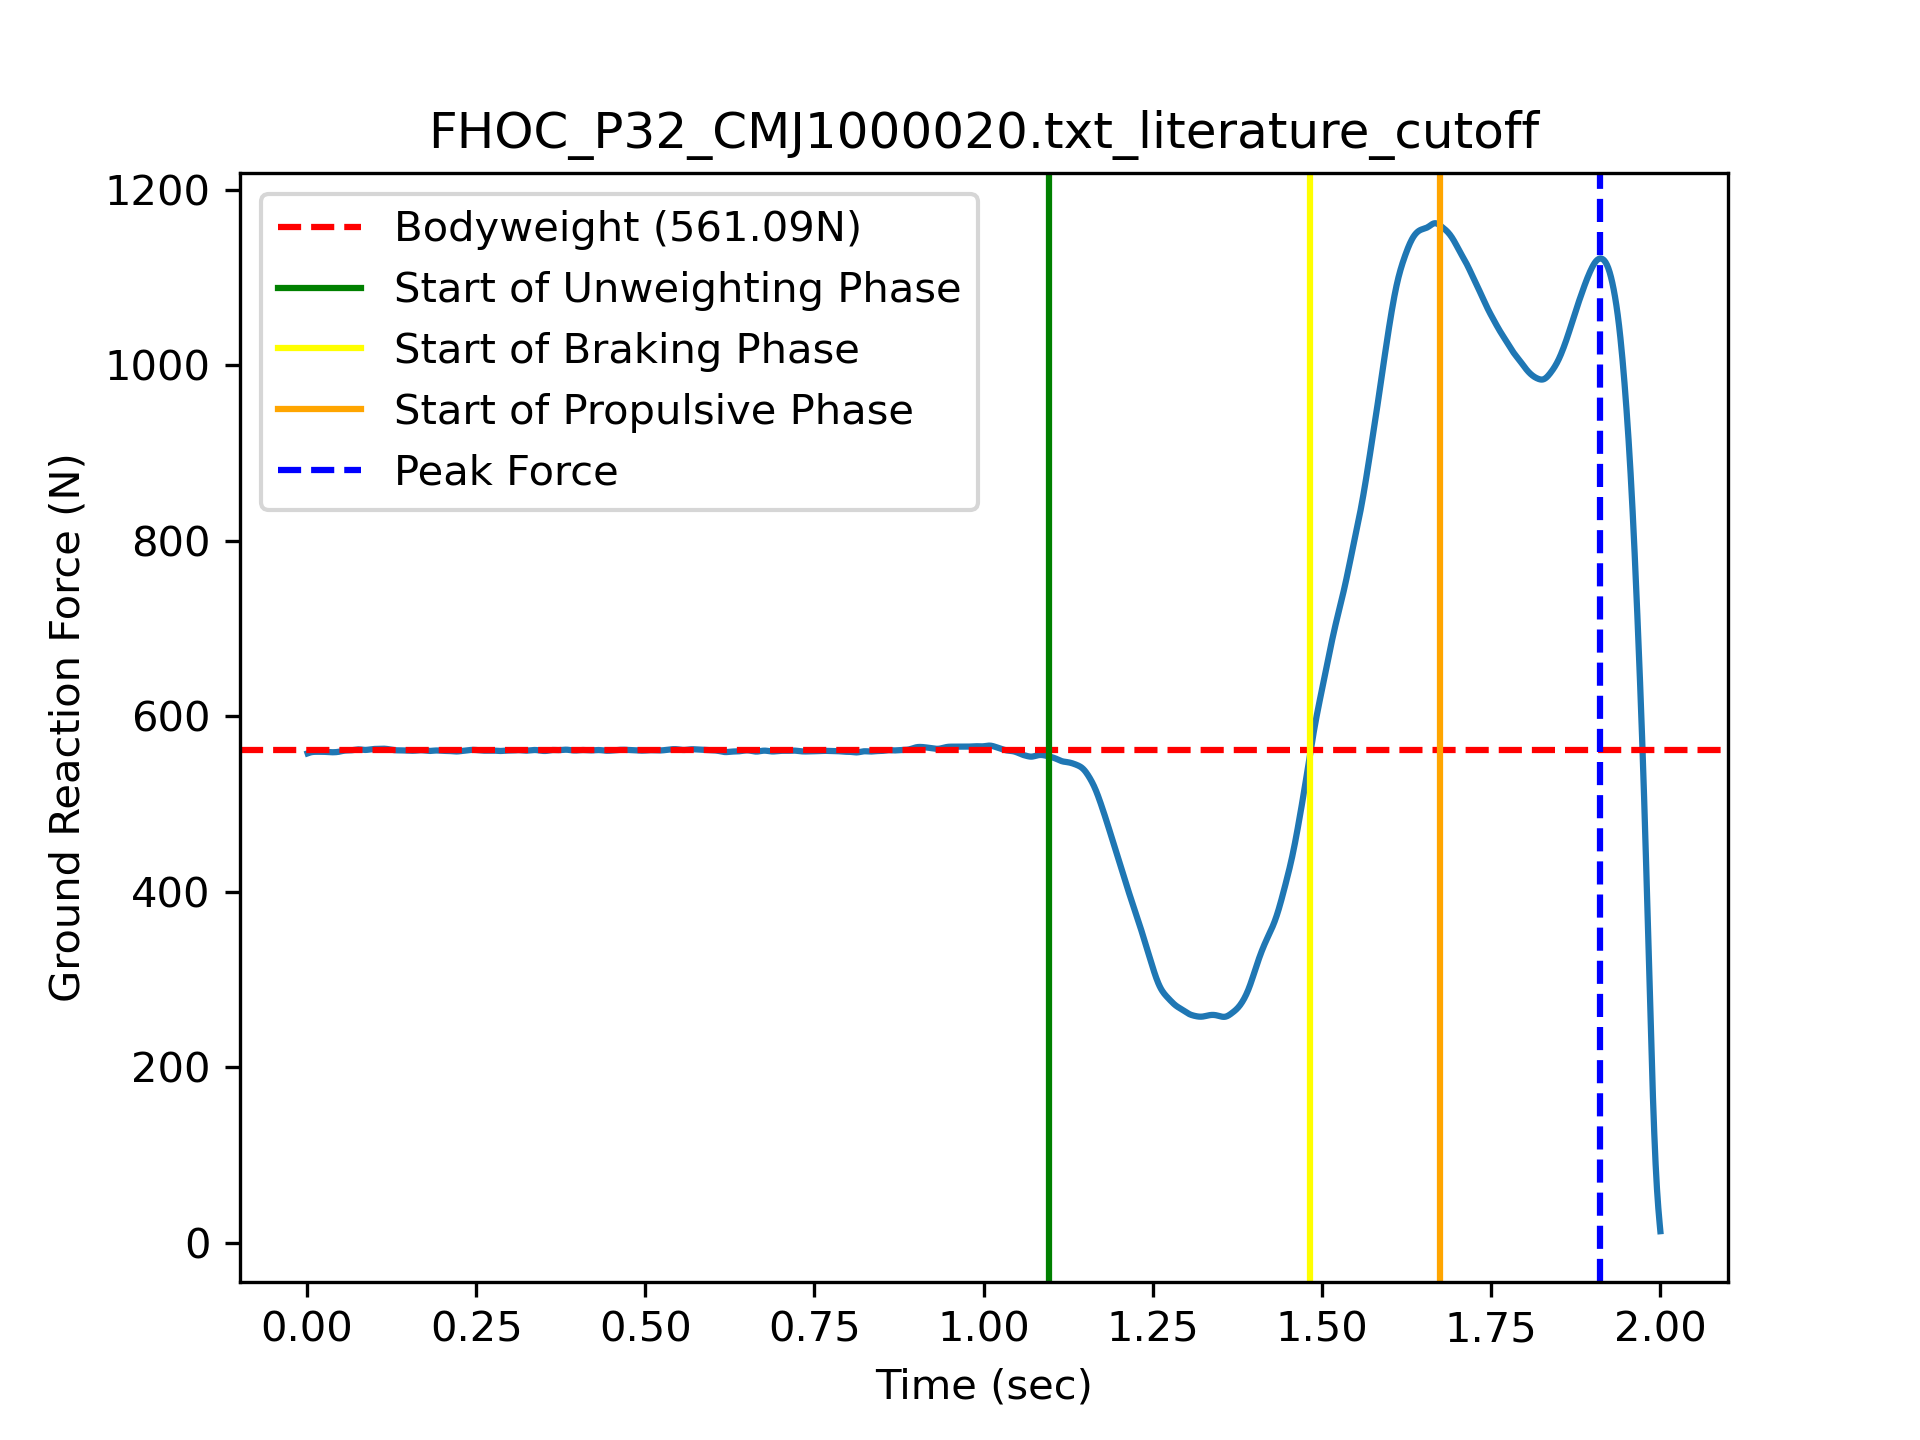 FHOC_P32_CMJ1000020.txt_literature_cutoff
1200
1000
800
600
400
200
0
Ground Reaction Force (N)
Bodyweight (561.09N)
Start of Unweighting Phase
Start of Braking Phase
Start of Propulsive Phase
Peak Force
0.00 0.25 0.50 0.75 1.00 1.25 1.50 1.75 2.00
Time (sec)